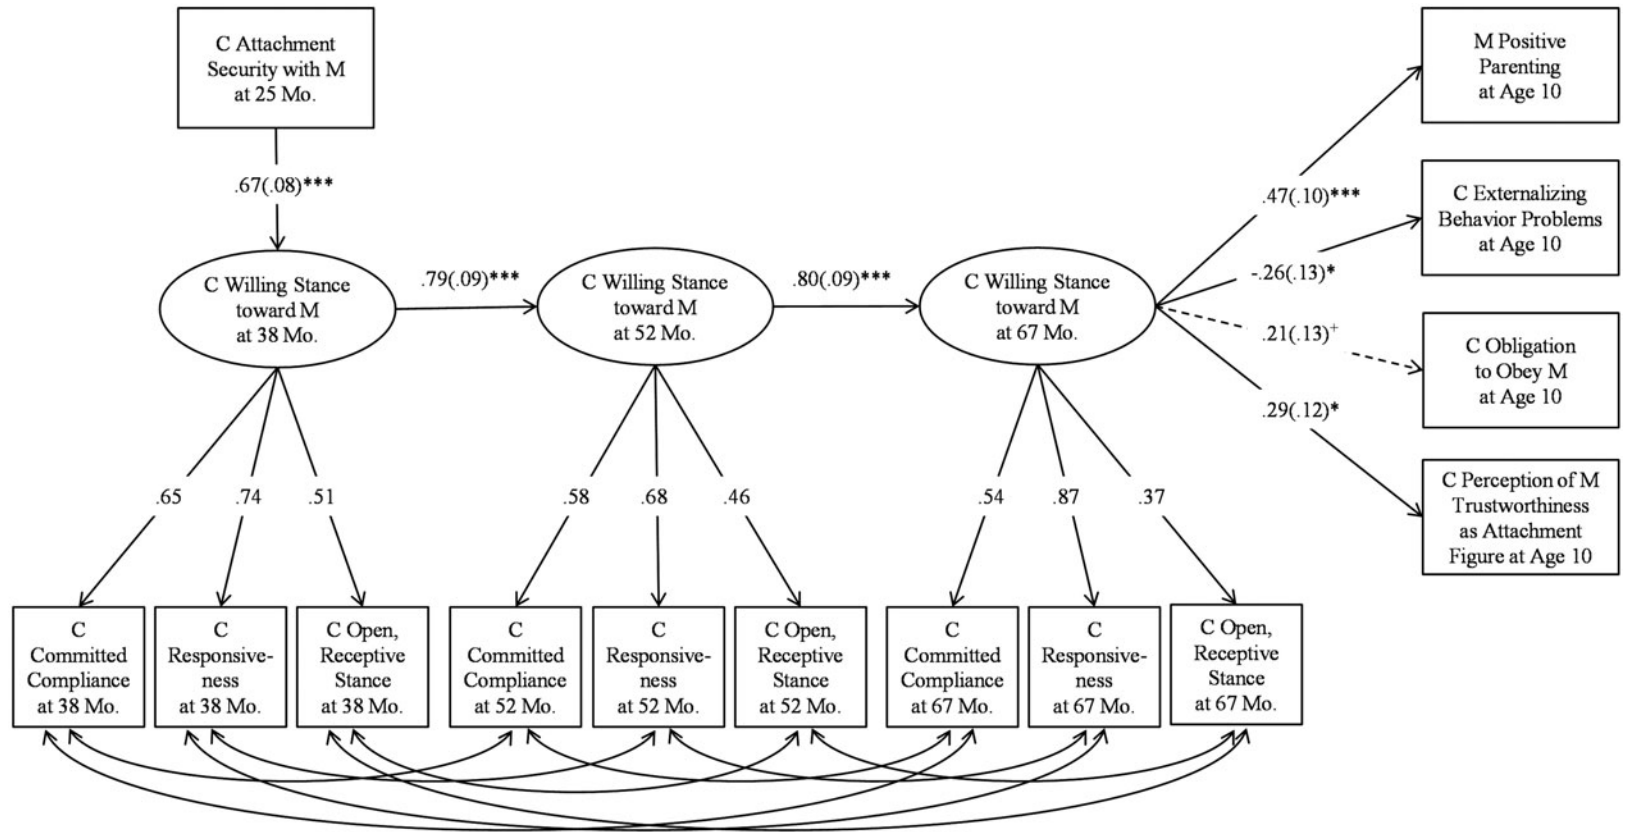 C Attachment
Security with M
at 25 Mo.
.67(.08)***
C Willing Stance
toward M
at 38 Mo.
.79(.09)***
C Willing Stance
toward M
at 52 Mo.
.80(.09)***
C Willing Stance
toward M
at 67 Mo.
.47(.10)***
-.26(.13)*
.21(.13)+
.29(.12)*
M Positive
Parenting
at Age 10
C Externalizing
Behavior Problems
at Age 10
C Obligation
to Obey M
at Age 10
C Perception of M
Trustworthiness
as Attachment
Figure at Age 10
.65
.74
.51
.58
.68
.46
.54
.87
.37
C
Committed
Compliance
at 38 Mo.
C
Responsive-
ness
at 38 Mo.
C Open,
Receptive
Stance
at 38 Mo.
C
Committed
Compliance
at 52 Mo.
C
Responsive-
ness
at 52 Mo.
C Open,
Receptive
Stance
at 52 Mo.
C
Committed
Compliance
at 67 Mo.
C
Responsive-
ness
at 67 Mo.
C Open,
Receptive
Stance
at 67 Mo.